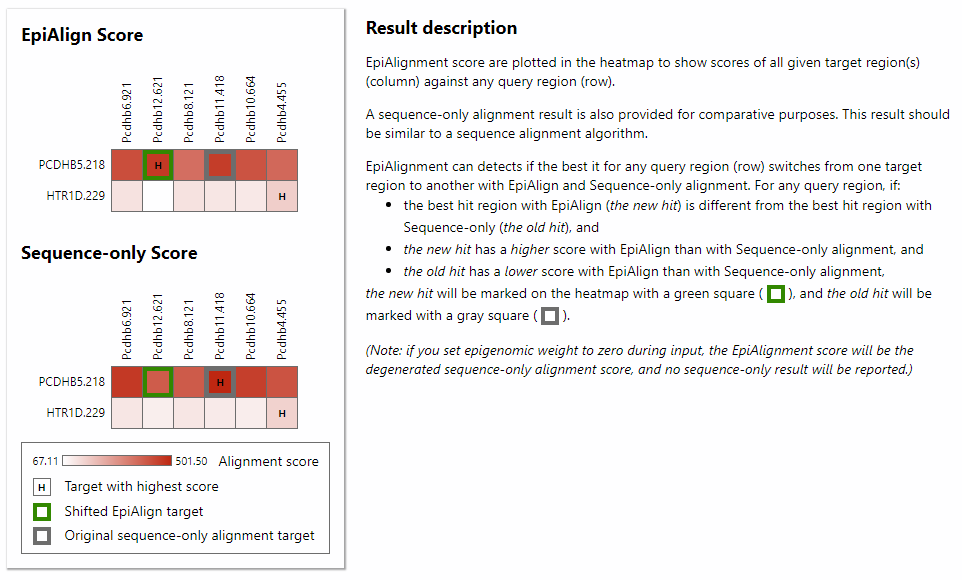 EpiAlign Score
Pcdhb6.921
Pcdhb12.621
Pcdhb8.121
Pcdhb11.418
Pcdhb10.664
Pcdhb4.455
PCDHB5.218
H
HTR1D.229
H
Sequence-only Score
Pcdhb6.921
Pcdhb12.621
Pcdhb8.121
Pcdhb11.418
Pcdhb10.664
Pcdhb4.455
PCDHB5.218
H
HTR1D.229
H
67.11 501.50 Alignment score
H Target with highest score
Shifted EpiAlign target
Original sequence-only alignment target
Result description
EpiAlignment score are plotted in the heatmap to show scores of all given target region(s)
(column) against any query region (row).
A sequence-only alignment result is also provided for comparative purposes. This result should
be similar to a sequence alignment algorithm.
EpiAlignment can detects if the best it for any query region (row) switches from one target
region to another with EpiAlign and Sequence-only alignment. For any query region, if:
• the best hit region with EpiAlign (the new hit) is different from the best hit region with
Sequence-only (the old hit), and
• the new hit has a higher score with EpiAlign than with Sequence-only alignment, and
• the old hit has a lower score with EpiAlign than with Sequence-only alignment,
the new hit will be marked on the heatmap with a green square ( ), and the old hit will be
marked with a gray square ( ).
(Note: if you set epigenomic weight to zero during input, the EpiAlignment score will be the
degenerated sequence-only alignment score, and no sequence-only result will be reported.)